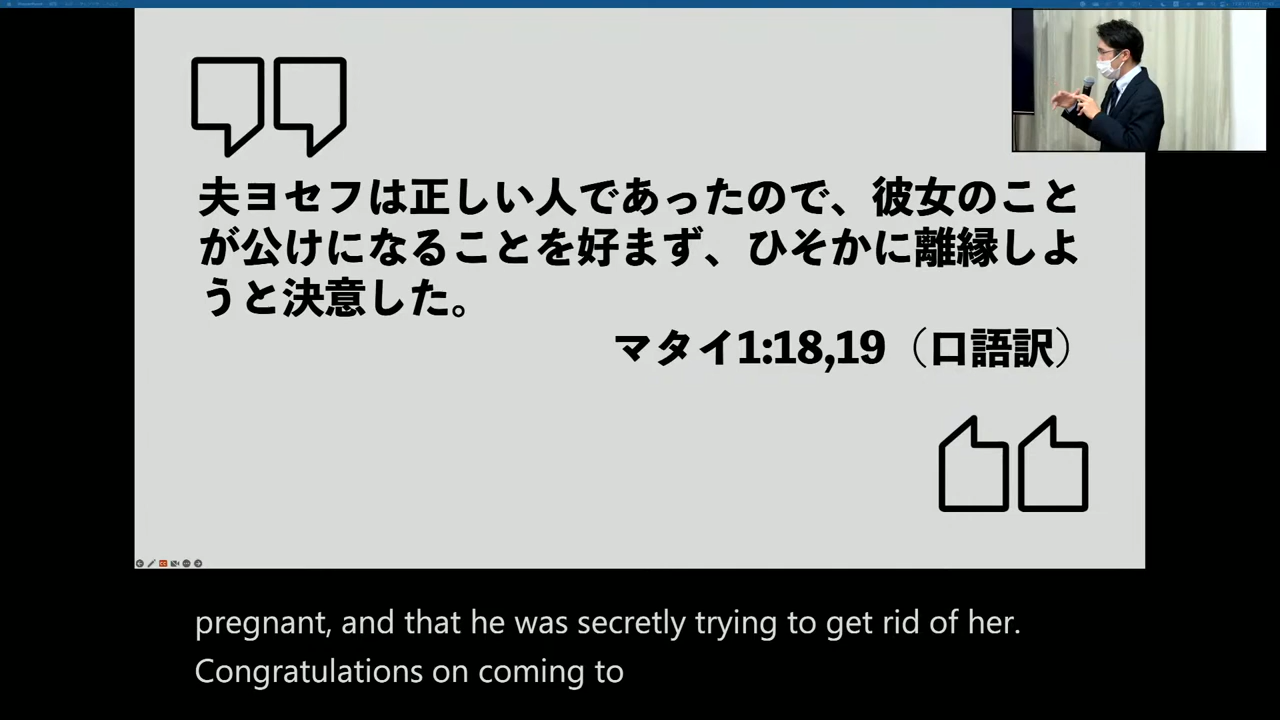 夫ヨセフは正しい人であったので、彼女のこと
が公けになることを好まず、ひそかに離縁しよ
うと決意した。
マタイ1:18,19（口語訳）
pregnant, and that he was secretly trying to get rid of her.
Congratulations on coming to